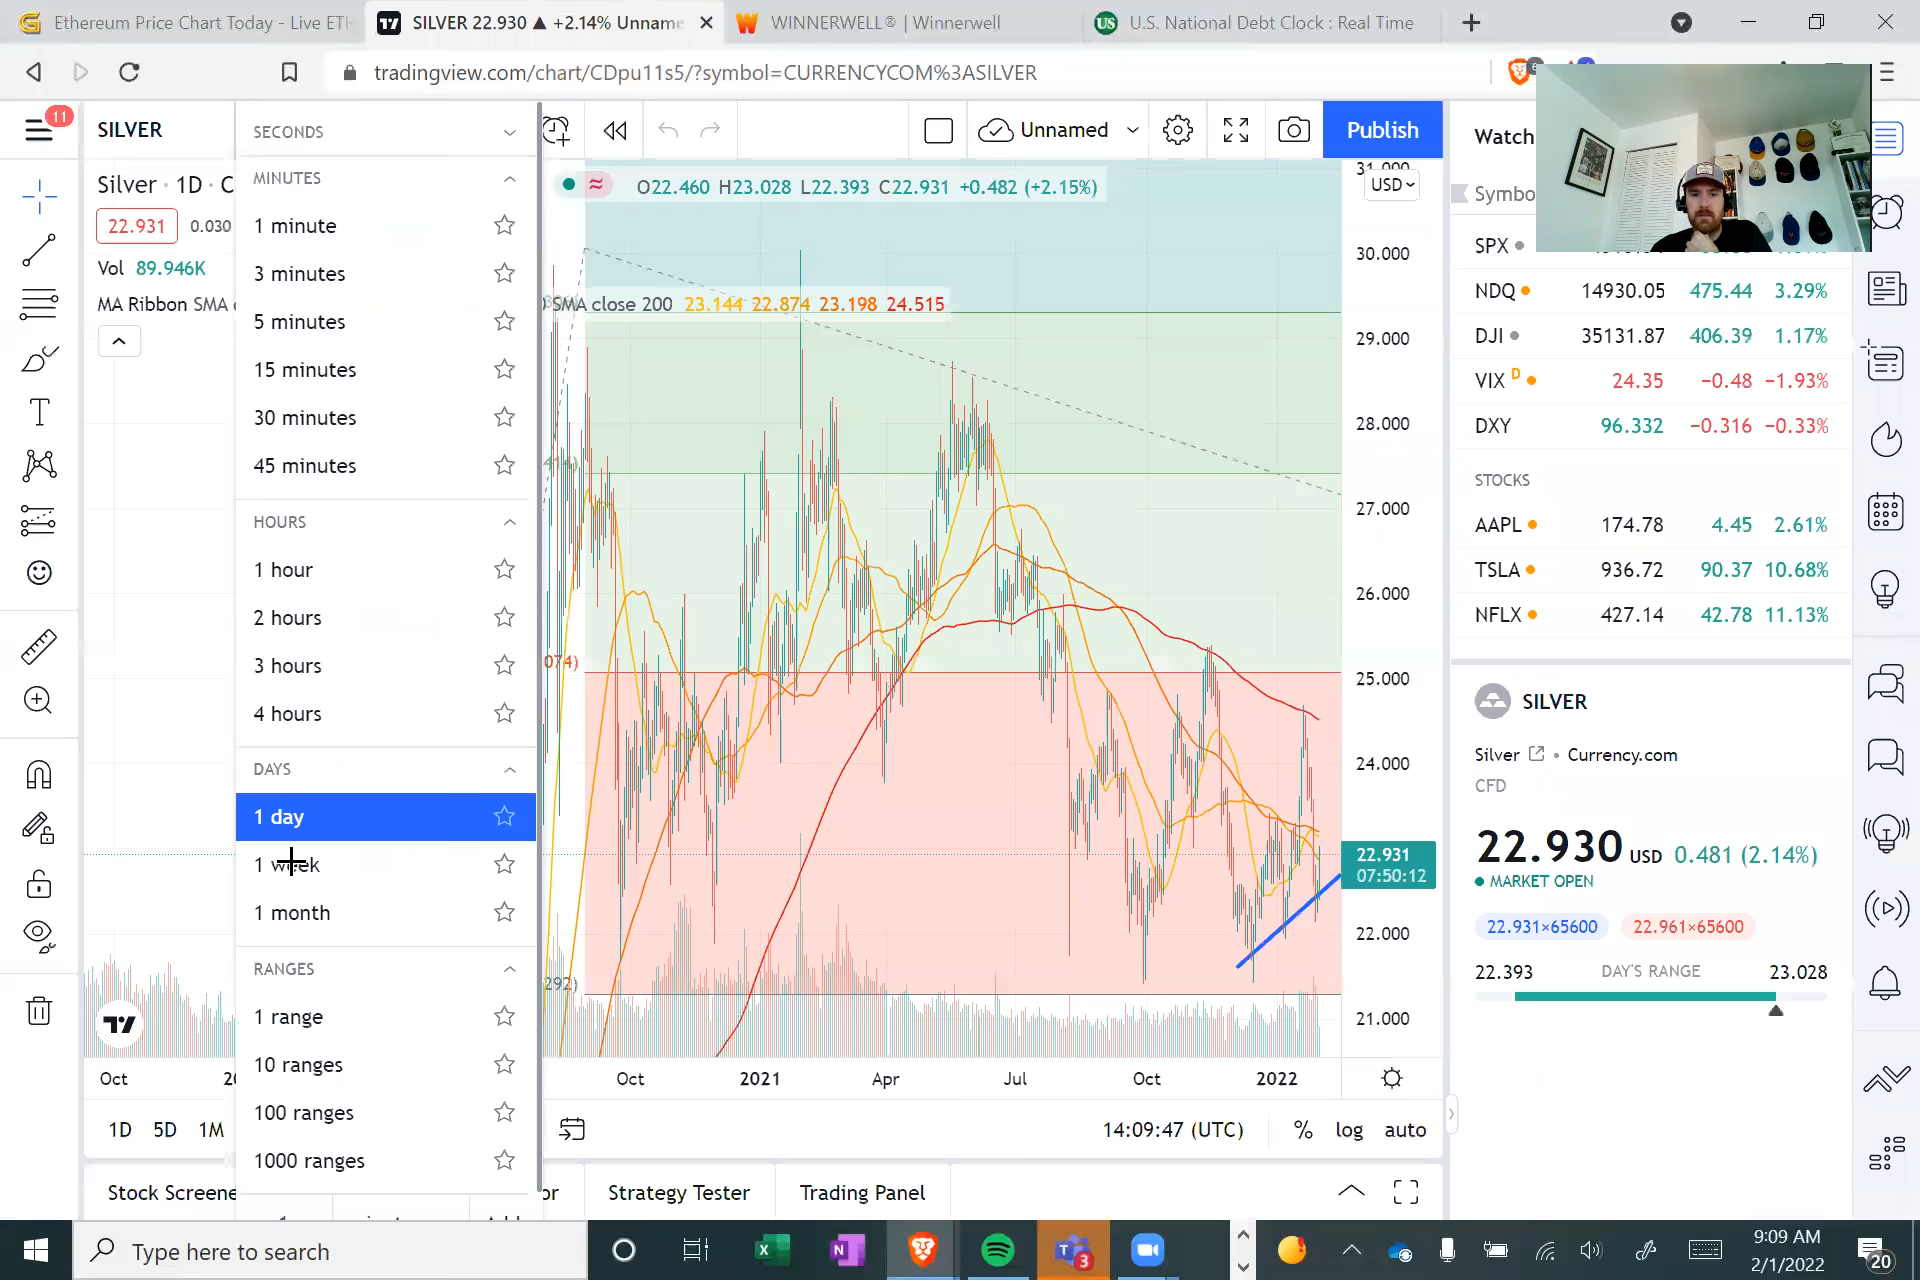 Ethereum Price Chart Today - Live ETH
SILVER 22.930 ▲ +2.14% Unname
WINNERWELL® | Winnerwell
U.S. National Debt Clock : Real Time
tradingview.com/chart/CDpu11s5/?symbol=CURRENCYCOM%3ASILVER
11
SILVER
SECONDS
Unnamed
Publish
Watch
Silver · 1D · C
MINUTES
O22.460 H23.028 L22.393 C22.931 +0.482 (+2.15%)
31.000
USD
Symbo
22.931
0.030
1 minute
3 minutes
5 minutes
15 minutes
30 minutes
45 minutes
Vol 89.946K
MA Ribbon SMA
SMA close 200 23.144 22.874 23.198 24.515
HOURS
1 hour
2 hours
3 hours
4 hours
DAYS
1 day
1 week
1 month
RANGES
1 range
10 ranges
100 ranges
1000 ranges
074)
292)
30.000
29.000
28.000
27.000
26.000
25.000
24.000
22.931
07:50:12
22.000
21.000
SPX
NDQ 14930.05 475.44 3.29%
DJI 35131.87 406.39 1.17%
VIX D 24.35 −0.48 −1.93%
DXY 96.332 −0.316 −0.33%
STOCKS
AAPL 174.78 4.45 2.61%
TSLA 936.72 90.37 10.68%
NFLX 427.14 42.78 11.13%
SILVER
Silver • Currency.com
CFD
22.930 USD 0.481 (2.14%)
MARKET OPEN
22.931×65600 22.961×65600
22.393 DAY'S RANGE 23.028
Oct
Oct 2021 Apr Jul Oct 2022
1D 5D 1M
14:09:47 (UTC) % log auto
Stock Screene
or
Strategy Tester
Trading Panel
Type here to search
3
9:09 AM
2/1/2022
20